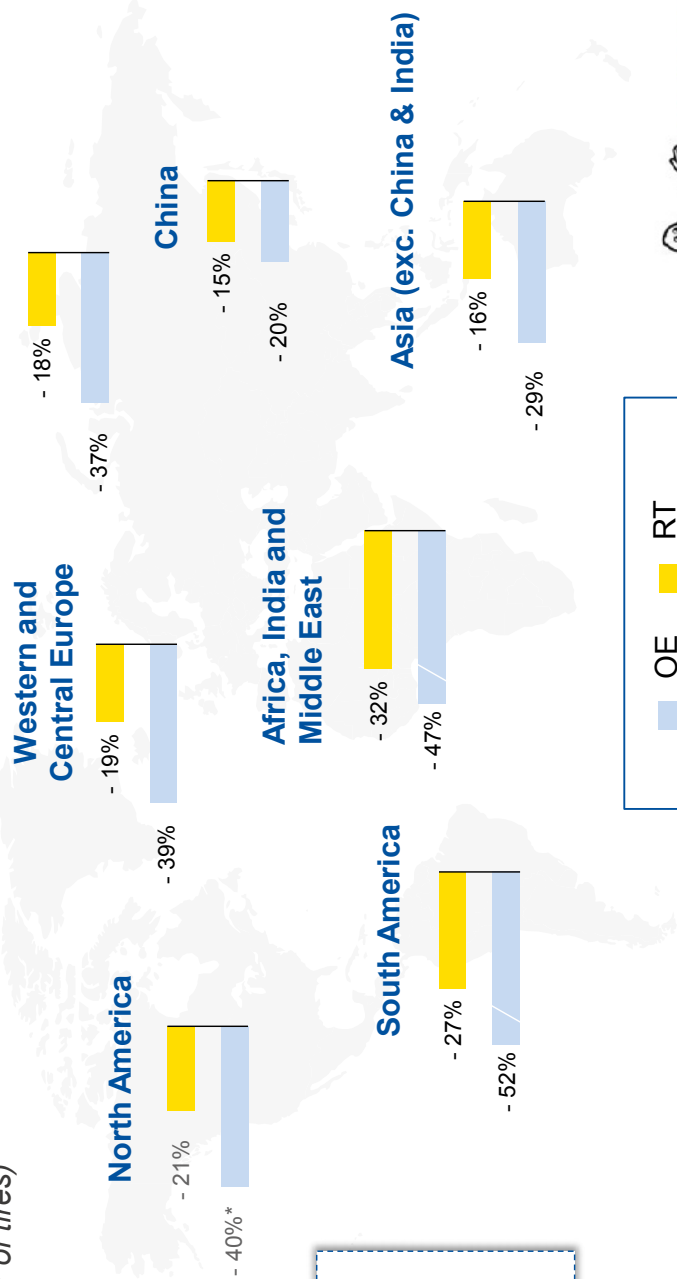 of tires)
North America
- 21%
- 40%*
Western and
Central Europe
- 19%
- 39%
- 18%
- 37%
China
- 15%
- 20%
Africa, India and
Middle East
- 32%
- 47%
South America
- 27%
- 52%
Asia (exc. China & India)
- 16%
- 29%
OE RT